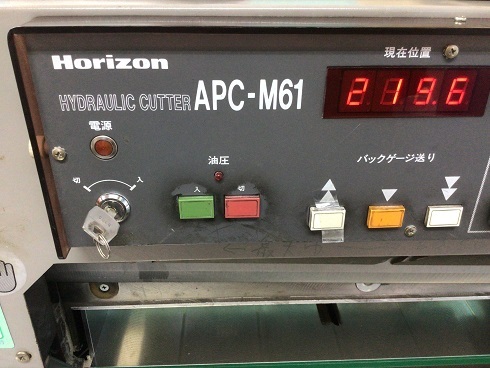 Horizon
現在位置
HYDRAULIC CUTTER APC-M61
219.6
電源
油圧
バックゲージ送り
切 入
入 切